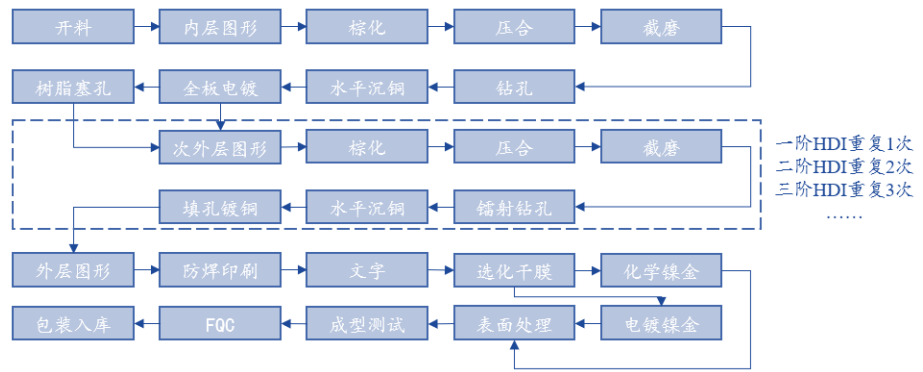 开料
内层图形
棕化
压合
截磨
树脂塞孔
全板电镀
水平沉铜
钻孔
次外层图形
棕化
压合
截磨
一阶HDI重复1次
二阶HDI重复2次
三阶HDI重复3次
……
填孔镀铜
水平沉铜
镭射钻孔
外层图形
防焊印刷
文字
选化干膜
化学镍金
包装入库
FQC
成型测试
表面处理
电镀镍金